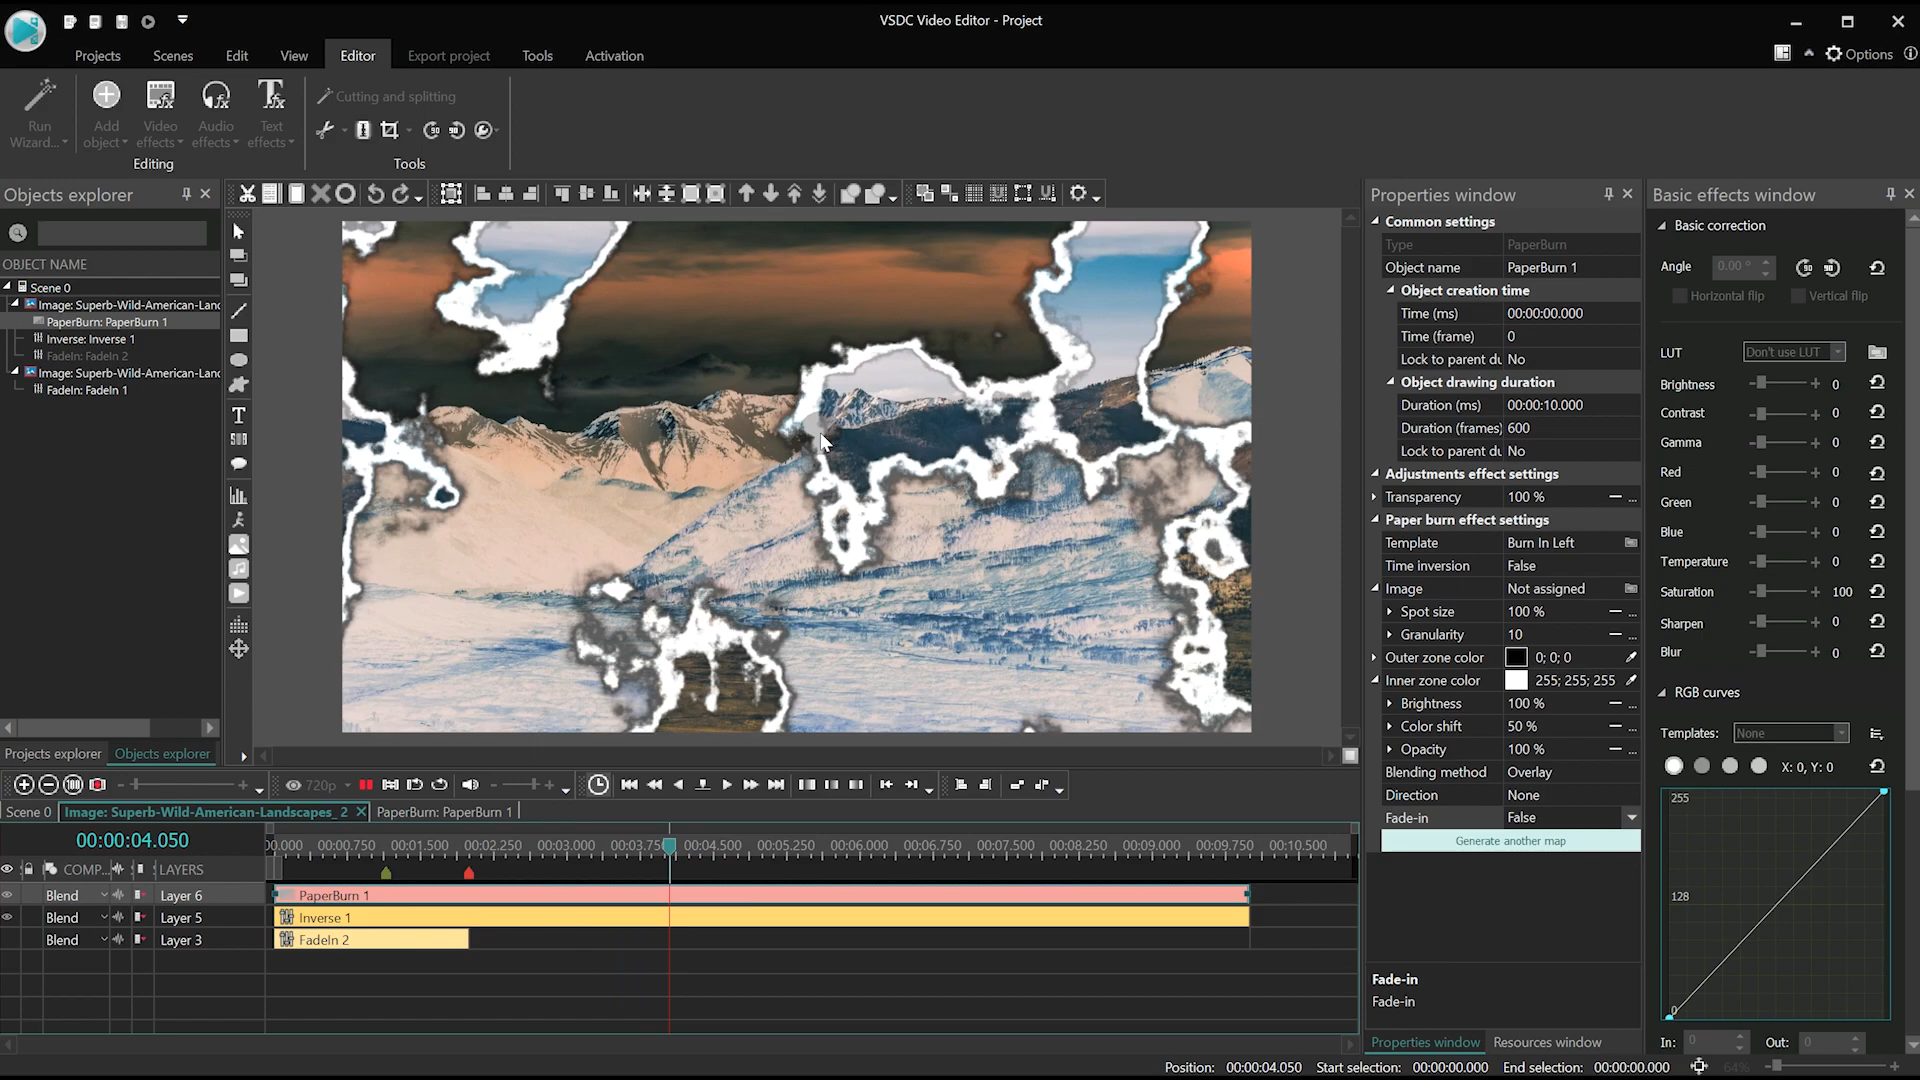 VSDC Video Editor - Project
Projects
Scenes
Edit
View
Editor
Export project
Tools
Activation
Options
Run
Wizard...
Add
object
Video
effects
Audio
effects
Text
effects
Editing
Cutting and splitting
Tools
Objects explorer
OBJECT NAME
Scene 0
Image: Superb-Wild-American-Lanc
PaperBurn: PaperBurn 1
Inverse: Inverse 1
FadeIn: FadeIn 2
Image: Superb-Wild-American-Lanc
FadeIn: FadeIn 1
Projects explorer
Objects explorer
Properties window
Common settings
Type PaperBurn
Object name PaperBurn 1
Object creation time
Time (ms) 00:00:00.000
Time (frame) 0
Lock to parent du No
Object drawing duration
Duration (ms) 00:00:10.000
Duration (frames) 600
Lock to parent du No
Adjustments effect settings
Transparency 100 %
Paper burn effect settings
Template Burn In Left
Time inversion False
Image Not assigned
Spot size 100 %
Granularity 10
Outer zone color 0; 0; 0
Inner zone color 255; 255; 255
Brightness 100 %
Color shift 50 %
Opacity 100 %
Blending method Overlay
Direction None
Fade-in False
Generate another map
Fade-in
Fade-in
Properties window
Resources window
Basic effects window
Basic correction
Angle 0.00 °
Horizontal flip
Vertical flip
LUT Don't use LUT
Brightness 0
Contrast 0
Gamma 0
Red 0
Green 0
Blue 0
Temperature 0
Saturation 100
Sharpen 0
Blur 0
RGB curves
Templates: None
X: 0, Y: 0
255
128
0
In: 0 Out: 0
720p
Scene 0
Image: Superb-Wild-American-Landscapes_2
PaperBurn: PaperBurn 1
00:00:04.050
00.000 00:00.750 00:01.500 00:02.250 00:03.000 00:03.75 00:04.500 00:05.250 00:06.000 00:06.750 00:07.500 00:08.250 00:09.000 00:09.750 00:10.500
COMP...
LAYERS
Blend Layer 6 PaperBurn 1
Blend Layer 5 Inverse 1
Blend Layer 3 FadeIn 2
Position: 00:00:04.050 Start selection: 00:00:00.000 End selection: 00:00:00.000 64%